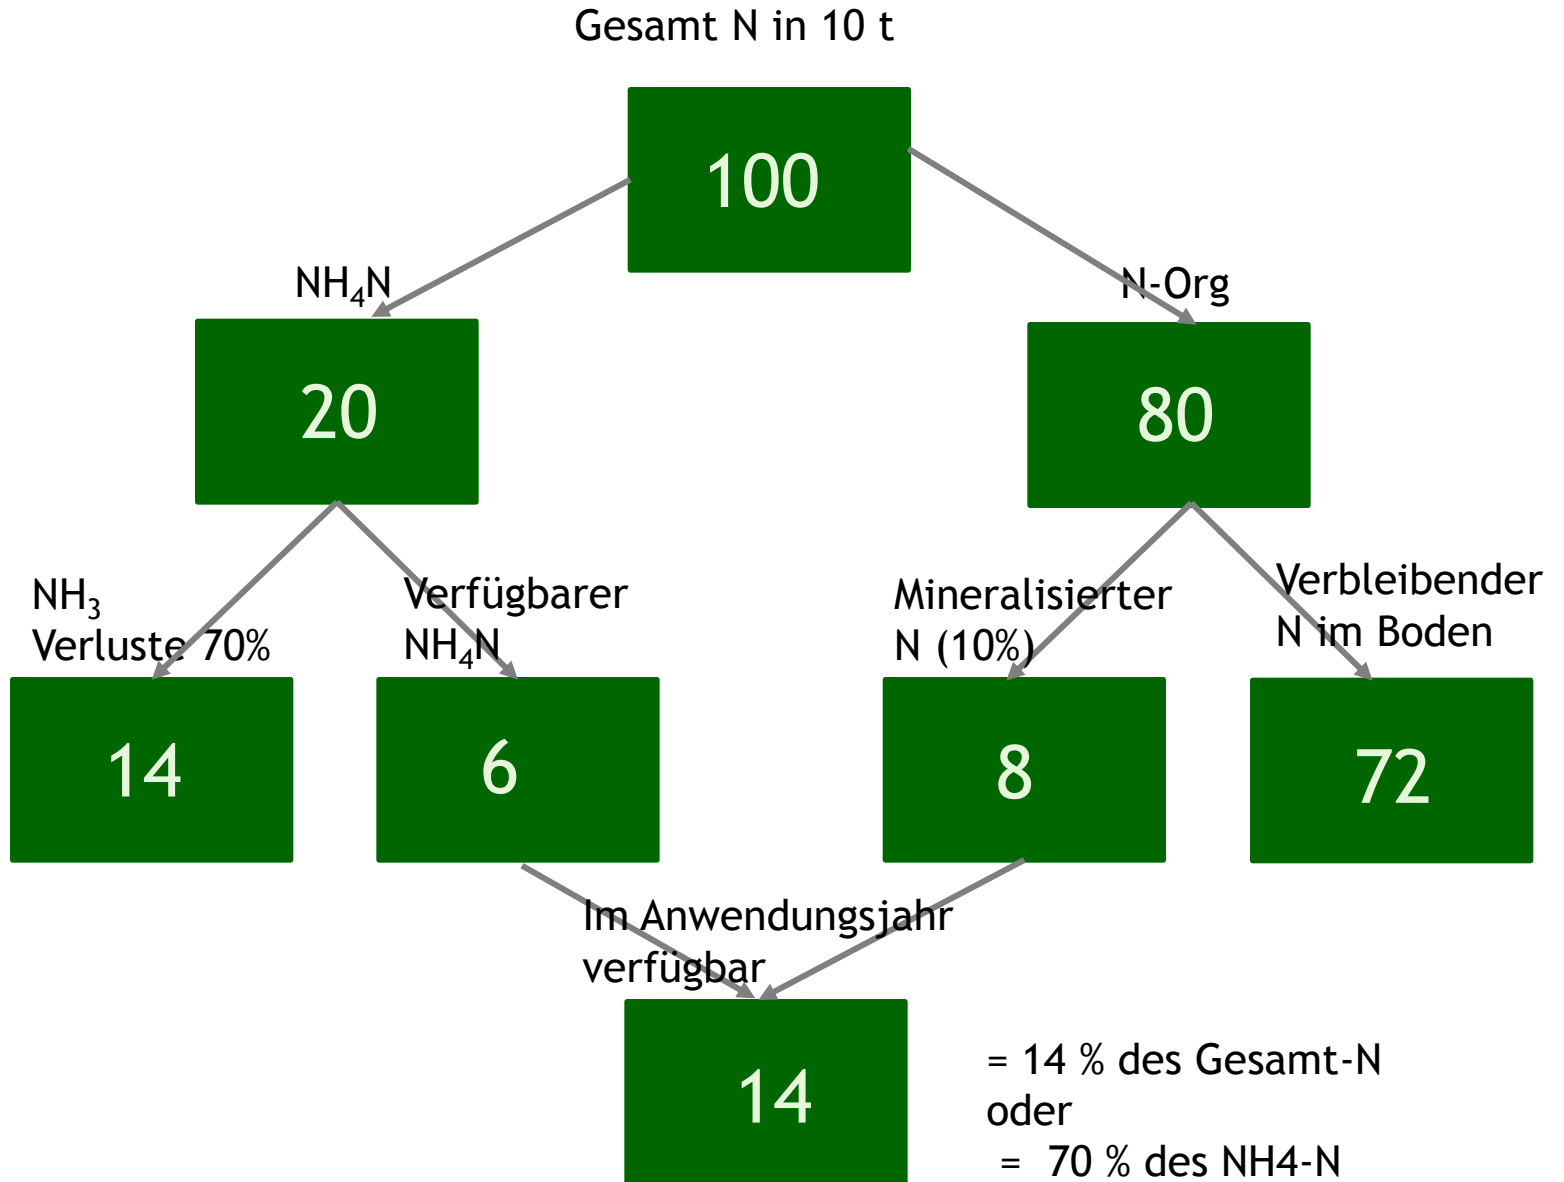 Gesamt N in 10 t
100
NH₄N
N-Org
20
80
NH₃
Verluste 70%
Verfügbarer
NH₄N
Mineralisierter
N (10%)
Verbleibender
N im Boden
14
6
8
72
Im Anwendungsjahr
verfügbar
14
= 14 % des Gesamt-N
oder
= 70 % des NH4-N